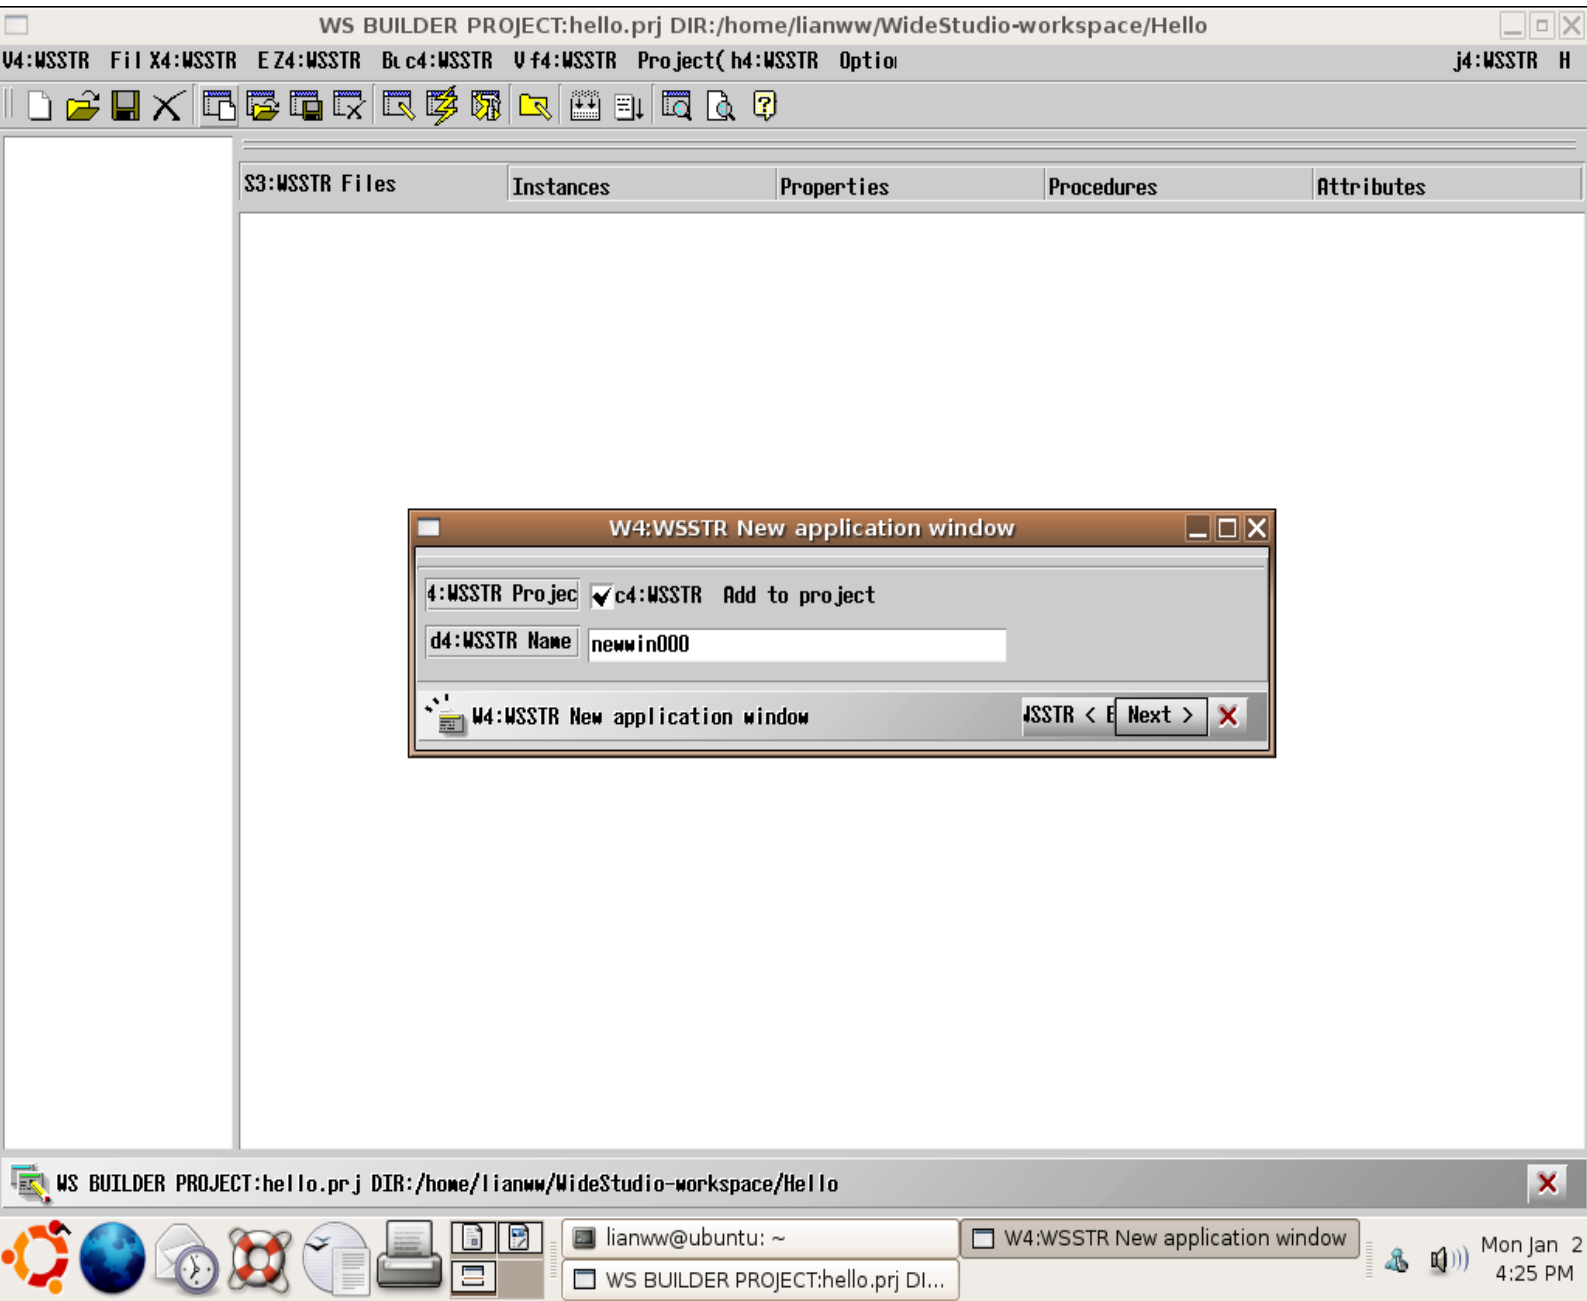 WS BUILDER PROJECT:hello.prj DIR:/home/lianww/WideStudio-workspace/Hello
V4:WSSTR Fil X4:WSSTR E Z4:WSSTR Bu c4:WSSTR V f4:WSSTR Project( h4:WSSTR Option j4:WSSTR H
S3:WSSTR Files Instances Properties Procedures Attributes
W4:WSSTR New application window
4:WSSTR Projec c4:WSSTR Add to project
d4:WSSTR Name newwin000
W4:WSSTR New application window WSSTR < B Next >
WS BUILDER PROJECT:hello.prj DIR:/home/lianww/WideStudio-workspace/Hello
lianww@ubuntu: ~ W4:WSSTR New application window
WS BUILDER PROJECT:hello.prj DI...
Mon Jan 2
4:25 PM